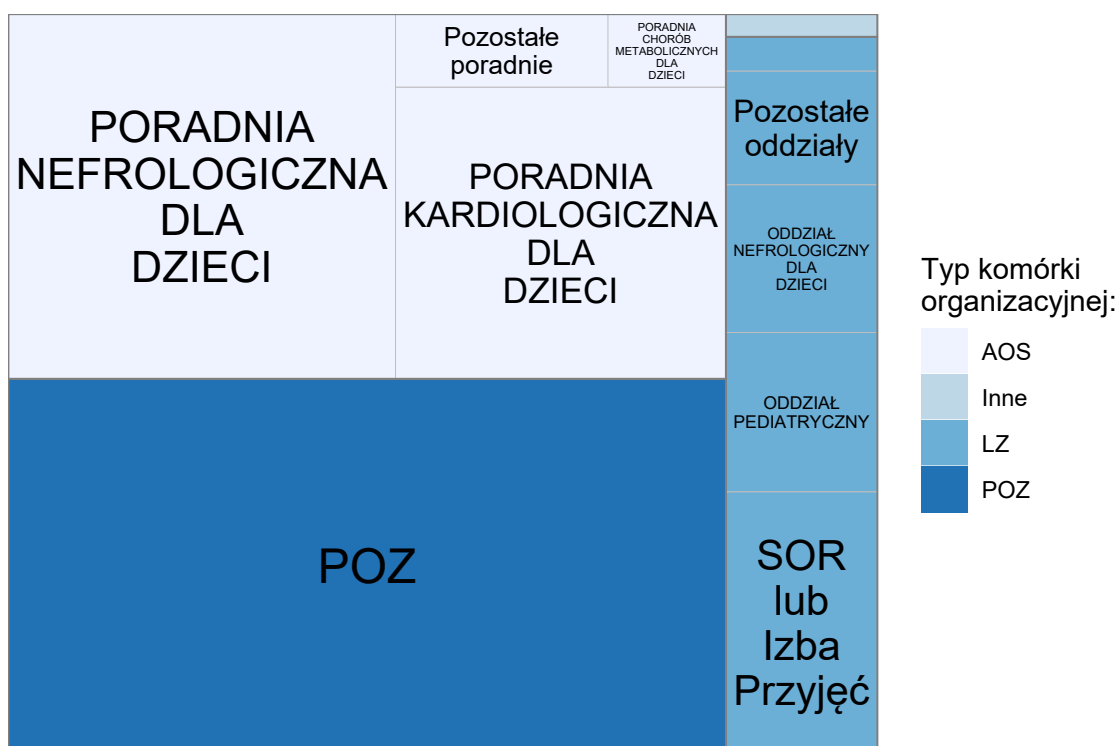 PORADNIA
NEFROLOGICZNA
DLA
DZIECI
Pozostałe
poradnie
PORADNIA
CHORÓB
METABOLICZNYCH
DLA
DZIECI
PORADNIA
KARDIOLOGICZNA
DLA
DZIECI
POZ
Pozostałe
oddziały
ODDZIAŁ
NEFROLOGICZNY
DLA
DZIECI
ODDZIAŁ
PEDIATRYCZNY
SOR
lub
Izba
Przyjęć
Typ komórki
organizacyjnej:
AOS
Inne
LZ
POZ